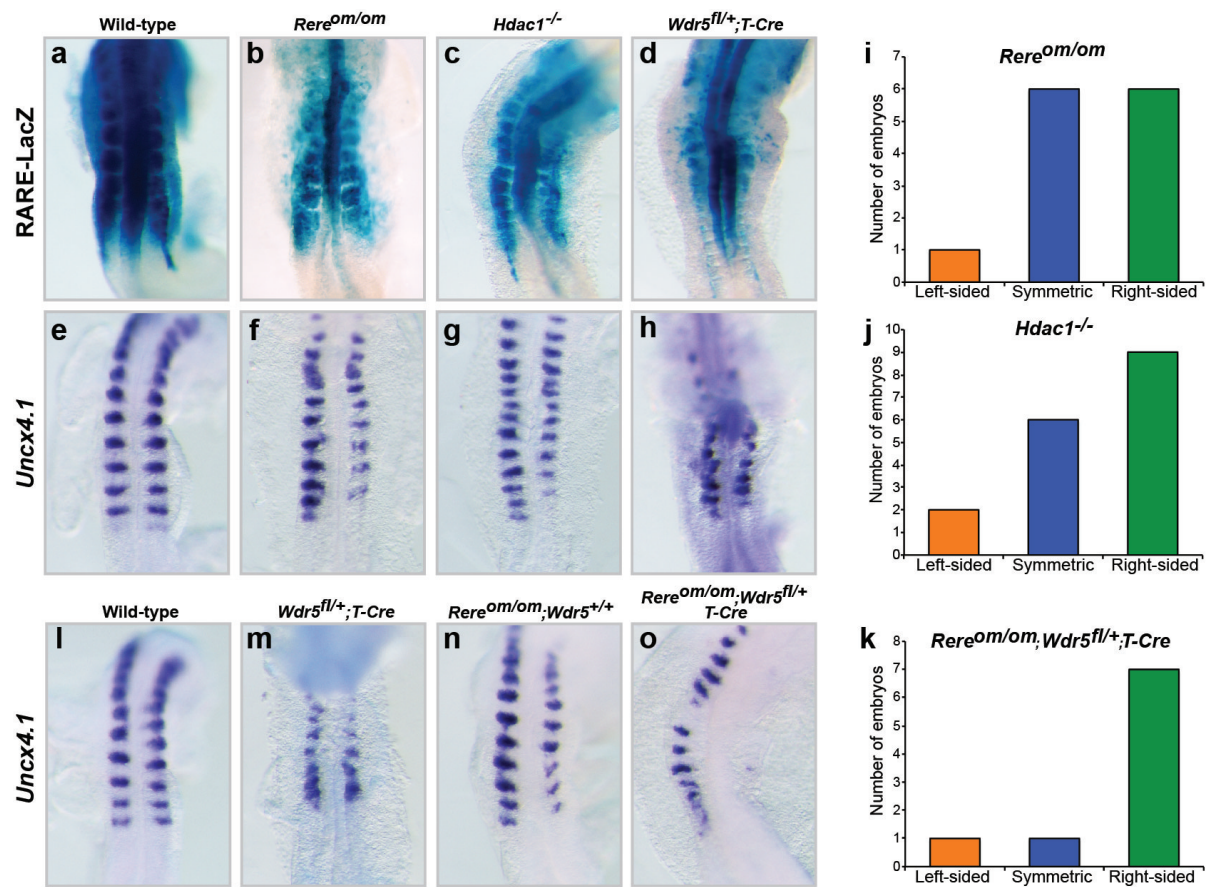 Wild-type
Rere^om/om
Hdac1^-/-
Wdr5^fl/+;T-Cre
RARE-LacZ
a
b
c
d
Uncx4.1
e
f
g
h
Wild-type
Wdr5^fl/+;T-Cre
Rere^om/om;Wdr5^+/+
Rere^om/om;Wdr5^fl/+
T-Cre
Uncx4.1
l
m
n
o
i
Rere^om/om
Number of embryos
7
6
5
4
3
2
1
0
Left-sided Symmetric Right-sided
j
Hdac1^-/-
Number of embryos
10
9
8
7
6
5
4
3
2
1
0
Left-sided Symmetric Right-sided
k
Rere^om/om;Wdr5^fl/+;T-Cre
Number of embryos
8
7
6
5
4
3
2
1
0
Left-sided Symmetric Right-sided